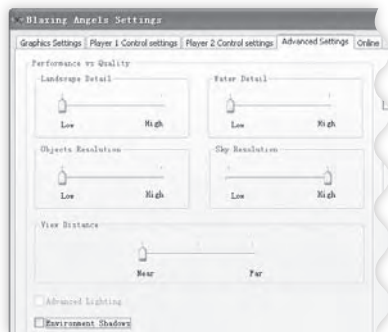 Blazing Angels Settings
Graphics Settings Player 1 Control settings Player 2 Control settings Advanced Settings Online
Performance vs Quality
Landscape Detail Water Detail
Low High Low High
Objects Resolution Sky Resolution
Low High Low High
View Distance
Near Far
Advanced Lighting
Environment Shadows